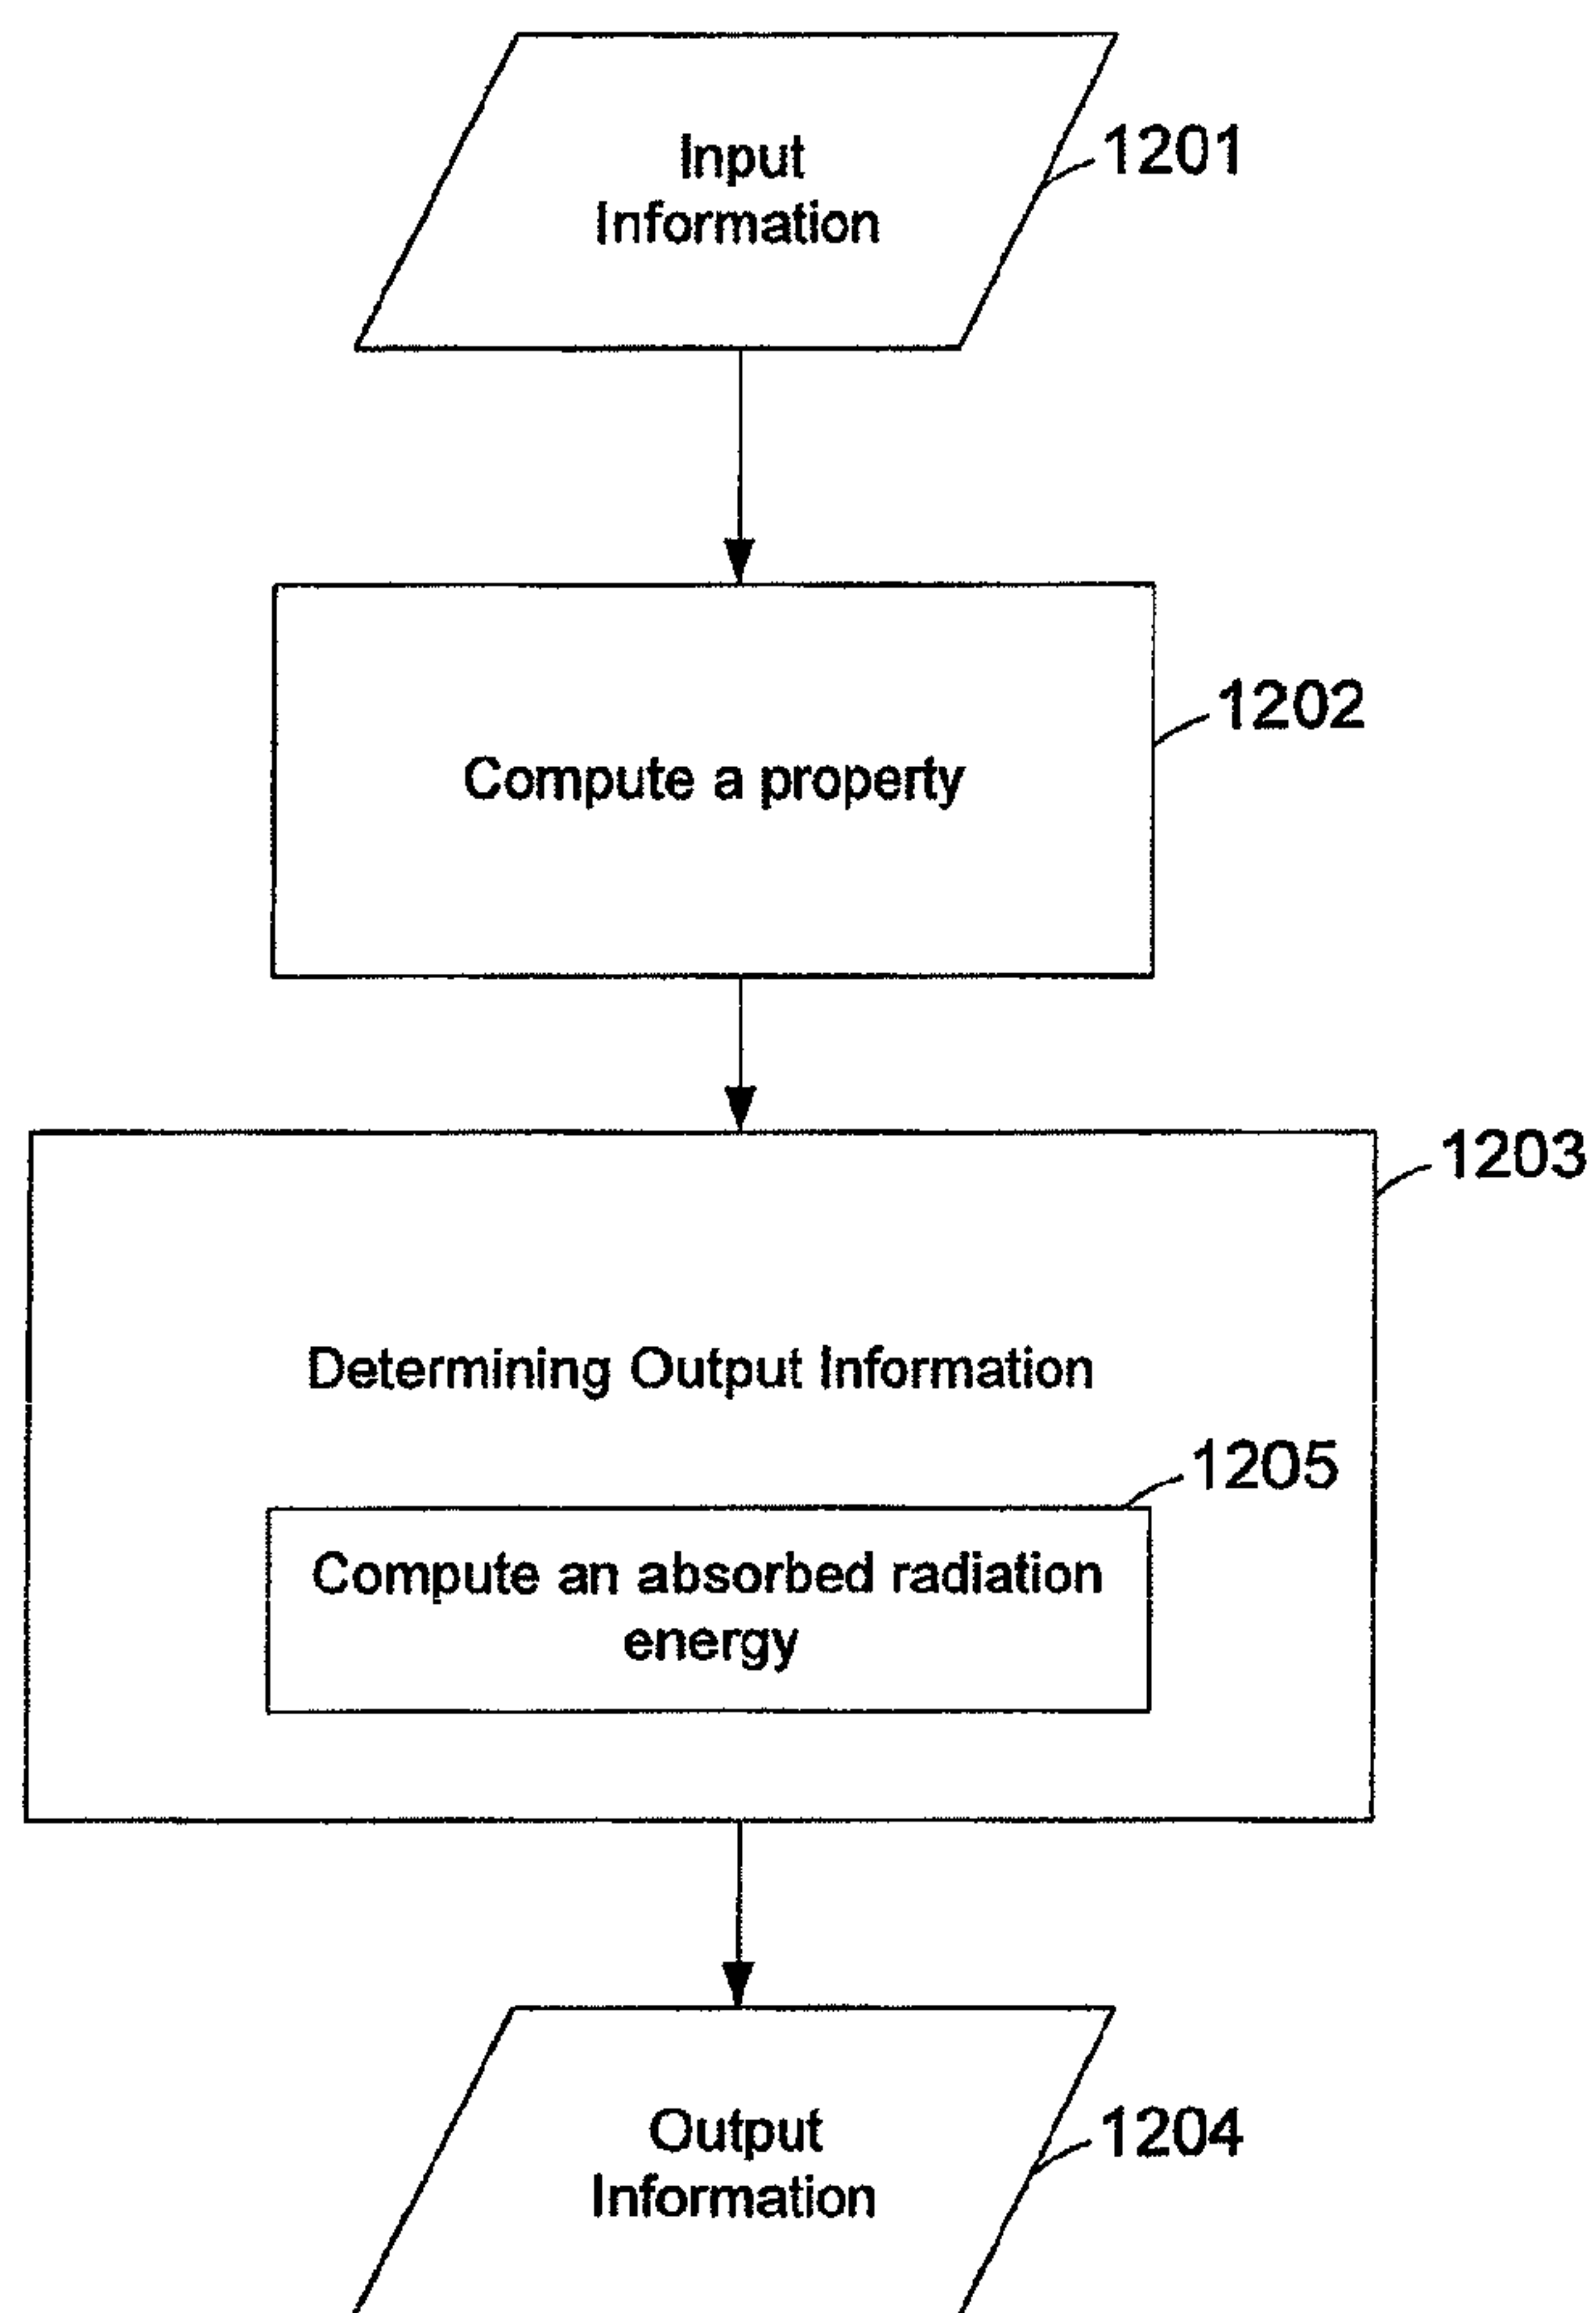 Input
Information
1201
1202
Compute a property
1203
Determining Output Information
1205
Compute an absorbed radiation
energy
Output
Information
1204